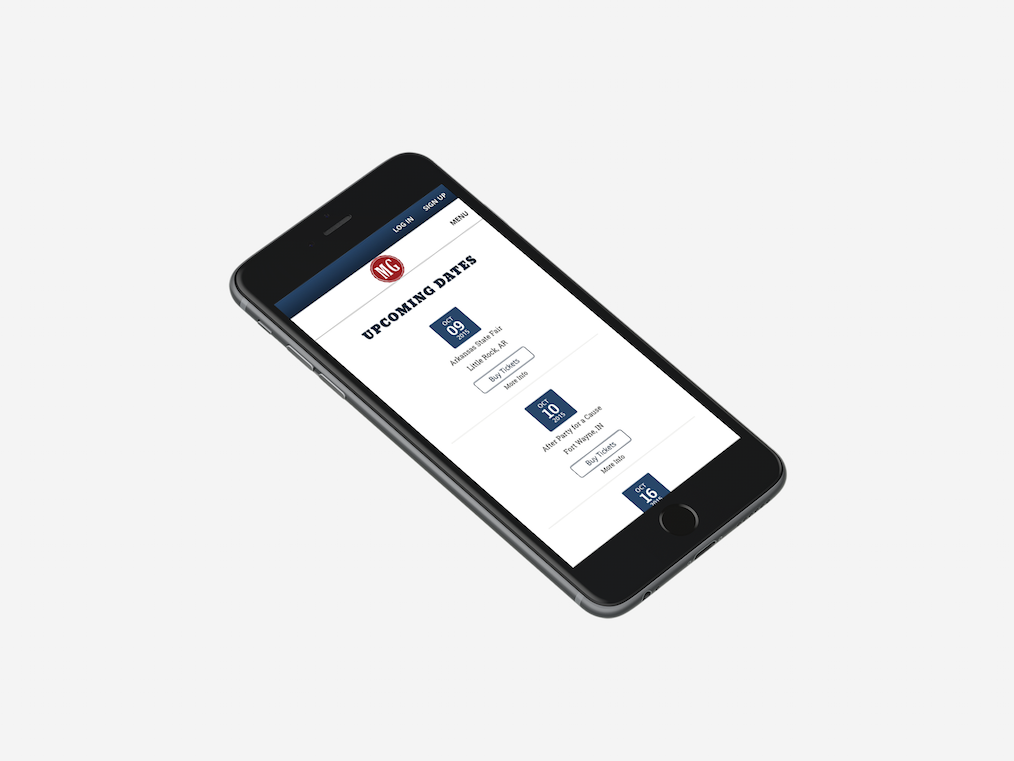 LOG IN SIGN UP
MENU
MG
UPCOMING DATES
OCT
09
2015
Arkansas State Fair
Little Rock, AR
Buy Tickets
More Info
OCT
10
2015
After Party for a Cause
Fort Wayne, IN
Buy Tickets
More Info
OCT
16